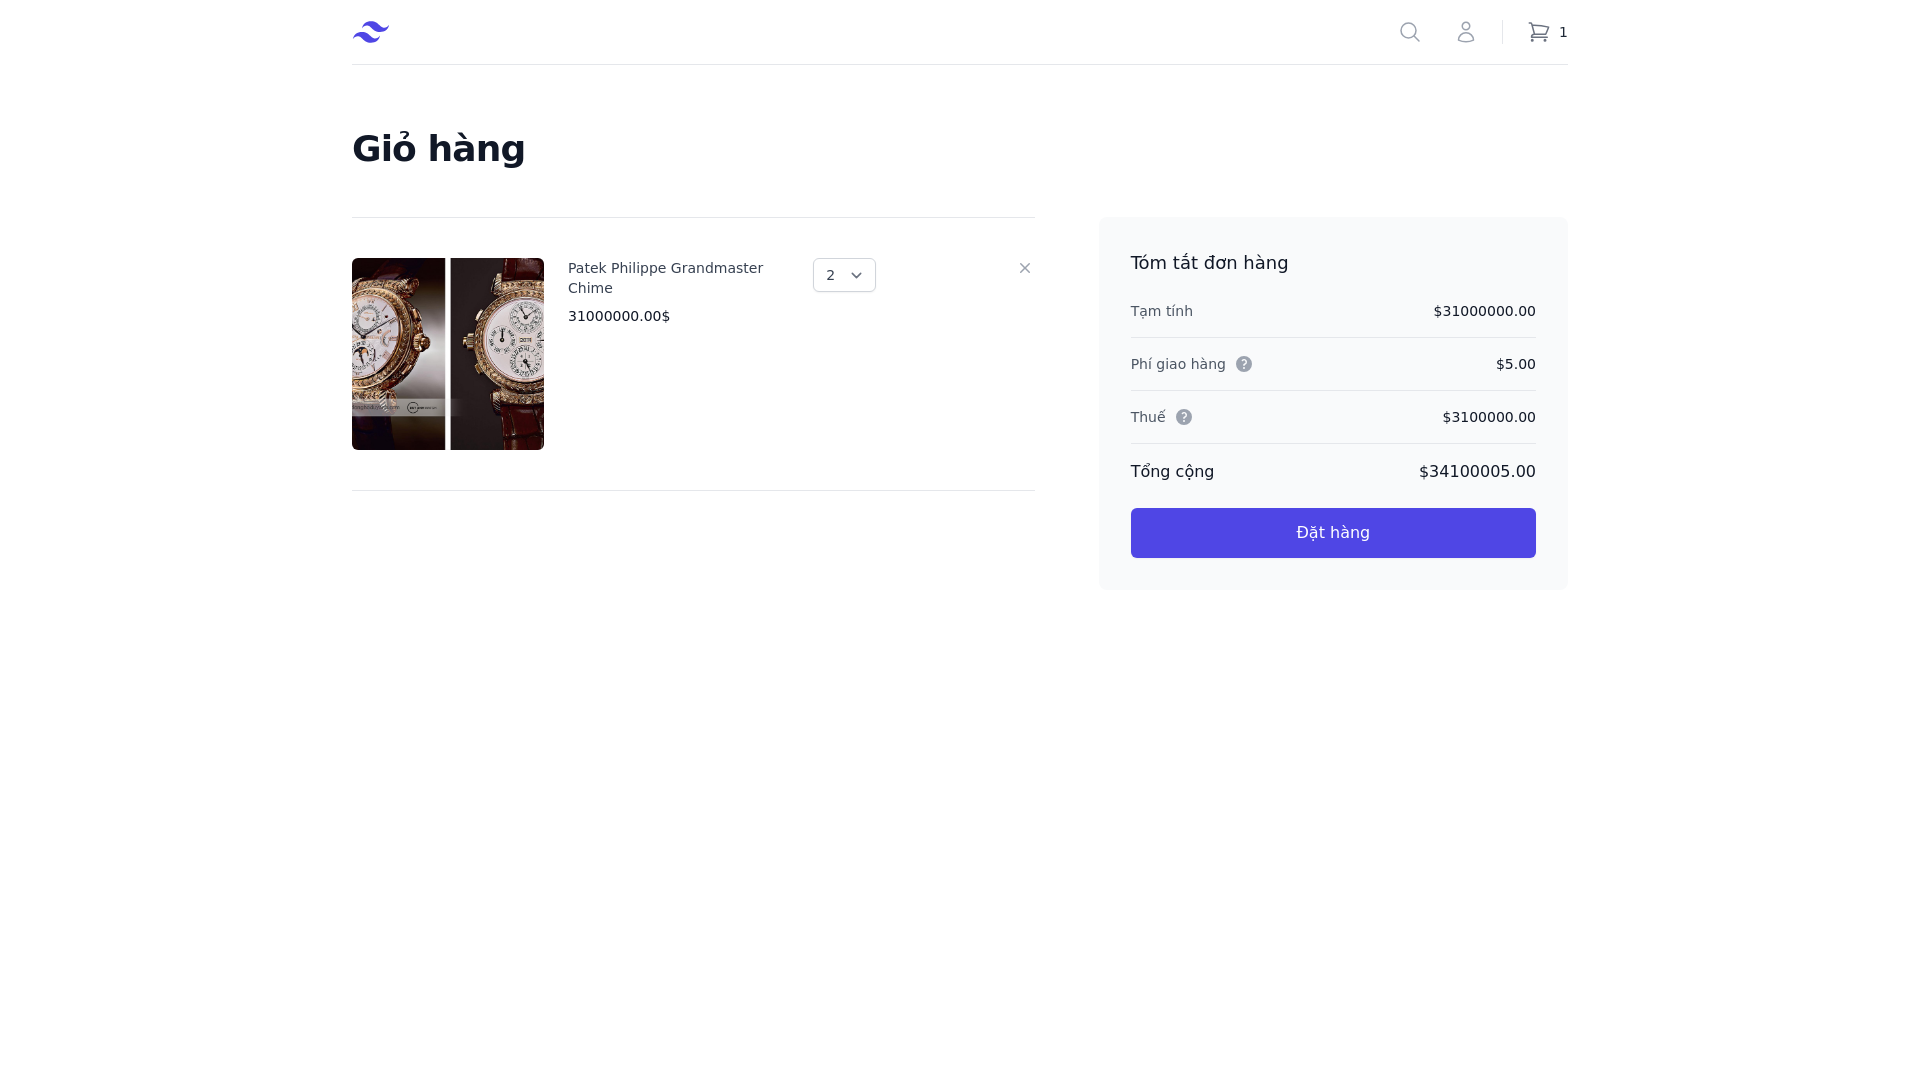 1
Giỏ hàng
Patek Philippe Grandmaster
Chime
31000000.00$
2
Tóm tắt đơn hàng
Tạm tính $31000000.00
Phí giao hàng $5.00
Thuế $3100000.00
Tổng cộng $34100005.00
Đặt hàng